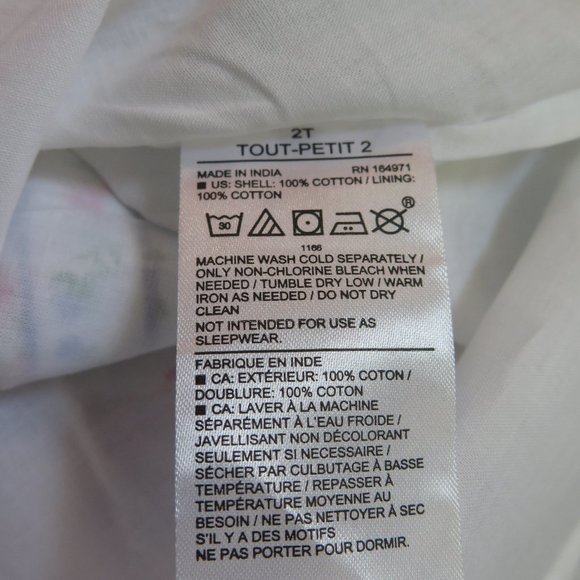 2T
TOUT-PETIT 2
MADE IN INDIA RN 164971
■ US: SHELL: 100% COTTON / LINING:
100% COTTON
30 ®
1166
MACHINE WASH COLD SEPARATELY /
ONLY NON-CHLORINE BLEACH WHEN
NEEDED / TUMBLE DRY LOW / WARM
IRON AS NEEDED / DO NOT DRY
CLEAN
NOT INTENDED FOR USE AS
SLEEPWEAR.
FABRIQUE EN INDE
■ CA: EXTÉRIEUR: 100% COTON /
DOUBLURE: 100% COTON
■ CA: LAVER À LA MACHINE
SÉPARÉMENT À L'EAU FROIDE /
JAVELLISANT NON DÉCOLORANT
SEULEMENT SI NECESSAIRE /
SÉCHER PAR CULBUTAGE À BASSE
TEMPÉRATURE / REPASSER À
TEMPÉRATURE MOYENNE AU
BESOIN / NE PAS NETTOYER À SEC
S'IL Y A DES MOTIFS
NE PAS PORTER POUR DORMIR.